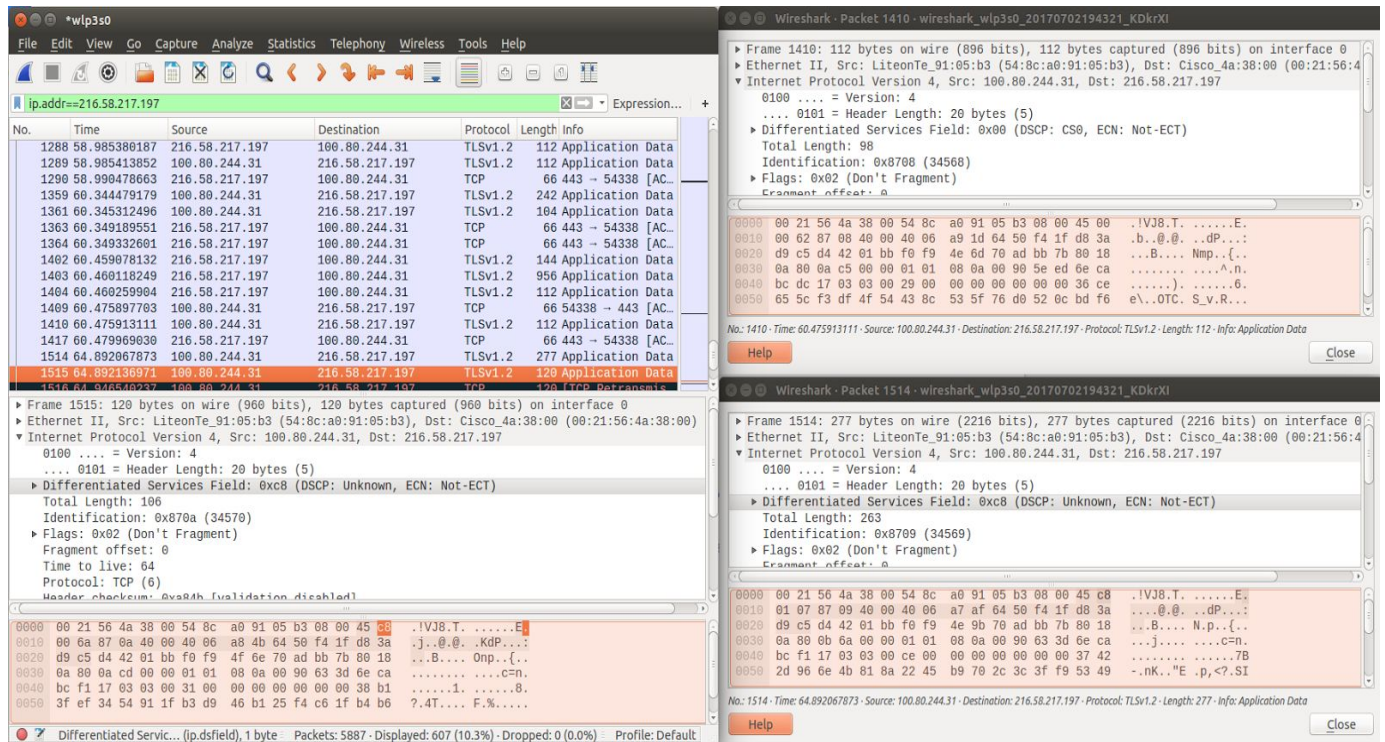 *wlp3s0
File Edit View Go Capture Analyze Statistics Telephony Wireless Tools Help
ip.addr==216.58.217.197 Expression... +
No. Time Source Destination Protocol Length Info
1288 58.985380187 216.58.217.197 100.80.244.31 TLSv1.2 112 Application Data
1289 58.985413852 100.80.244.31 216.58.217.197 TLSv1.2 112 Application Data
1290 58.990478663 216.58.217.197 100.80.244.31 TCP 66 443 → 54338 [AC…
1359 60.344479179 100.80.244.31 216.58.217.197 TLSv1.2 242 Application Data
1361 60.345312496 100.80.244.31 216.58.217.197 TLSv1.2 104 Application Data
1363 60.349189551 216.58.217.197 100.80.244.31 TCP 66 443 → 54338 [AC…
1364 60.349332601 216.58.217.197 100.80.244.31 TCP 66 443 → 54338 [AC…
1402 60.459078132 216.58.217.197 100.80.244.31 TLSv1.2 144 Application Data
1403 60.460118249 216.58.217.197 100.80.244.31 TLSv1.2 956 Application Data
1404 60.460259904 216.58.217.197 100.80.244.31 TLSv1.2 112 Application Data
1409 60.475897703 100.80.244.31 216.58.217.197 TCP 66 54338 → 443 [AC…
1410 60.475913111 100.80.244.31 216.58.217.197 TLSv1.2 112 Application Data
1417 60.479969030 216.58.217.197 100.80.244.31 TCP 66 443 → 54338 [AC…
1514 64.892067873 100.80.244.31 216.58.217.197 TLSv1.2 277 Application Data
1515 64.892136971 100.80.244.31 216.58.217.197 TLSv1.2 120 Application Data
1516 64.946540237 100.80.244.31 216.58.217.197 TCP 120 [TCP Retransmis
Frame 1515: 120 bytes on wire (960 bits), 120 bytes captured (960 bits) on interface 0
Ethernet II, Src: LiteonTe_91:05:b3 (54:8c:a0:91:05:b3), Dst: Cisco_4a:38:00 (00:21:56:4a:38:00)
Internet Protocol Version 4, Src: 100.80.244.31, Dst: 216.58.217.197
0100 .... = Version: 4
.... 0101 = Header Length: 20 bytes (5)
Differentiated Services Field: 0xc8 (DSCP: Unknown, ECN: Not-ECT)
Total Length: 106
Identification: 0x870a (34570)
Flags: 0x02 (Don't Fragment)
Fragment offset: 0
Time to live: 64
Protocol: TCP (6)
Header checksum: 0xa84b [validation disabled]
0000 00 21 56 4a 38 00 54 8c a0 91 05 b3 08 00 45 c8 .!VJ8.T. ......E.
0010 00 6a 87 0a 40 00 40 06 a8 4b 64 50 f4 1f d8 3a .j..@.@. .KdP...:
0020 d9 c5 d4 42 01 bb f0 f9 4f 6e 70 ad bb 7b 80 18 ...B.... Onp..{..
0030 0a 80 0a cd 00 00 01 01 08 0a 00 90 63 3d 6e ca ........ ....c=n.
0040 bc f1 17 03 03 00 31 00 00 00 00 00 00 00 38 b1 ......1. ......8.
0050 3f ef 34 54 91 1f b3 d9 46 b1 25 f4 c6 1f b4 b6 ?.4T.... F.%.....
Differentiated Servic… (ip.dsfield), 1 byte Packets: 5887 · Displayed: 607 (10.3%) · Dropped: 0 (0.0%) Profile: Default
Wireshark · Packet 1410 · wireshark_wlp3s0_20170702194321_KDkrXI
Frame 1410: 112 bytes on wire (896 bits), 112 bytes captured (896 bits) on interface 0
Ethernet II, Src: LiteonTe_91:05:b3 (54:8c:a0:91:05:b3), Dst: Cisco_4a:38:00 (00:21:56:4
Internet Protocol Version 4, Src: 100.80.244.31, Dst: 216.58.217.197
0100 .... = Version: 4
.... 0101 = Header Length: 20 bytes (5)
Differentiated Services Field: 0x00 (DSCP: CS0, ECN: Not-ECT)
Total Length: 98
Identification: 0x8708 (34568)
Flags: 0x02 (Don't Fragment)
Fragment offset: 0
0000 00 21 56 4a 38 00 54 8c a0 91 05 b3 08 00 45 00 .!VJ8.T. ......E.
0010 00 62 87 08 40 00 40 06 a9 1d 64 50 f4 1f d8 3a .b..@.@. ..dP...:
0020 d9 c5 d4 42 01 bb f0 f9 4e 6d 70 ad bb 7b 80 18 ...B.... Nmp..{..
0030 0a 80 0a c5 00 00 01 01 08 0a 00 90 5e ed 6e ca ........ ....^.n.
0040 bc dc 17 03 03 00 29 00 00 00 00 00 00 00 36 ce ......). ......6.
0050 65 5c f3 df 4f 54 43 8c 53 5f 76 d0 52 0c bd f6 e\..OTC. S_v.R...
No.: 1410 · Time: 60.475913111 · Source: 100.80.244.31 · Destination: 216.58.217.197 · Protocol: TLSv1.2 · Length: 112 · Info: Application Data
Help Close
Wireshark · Packet 1514 · wireshark_wlp3s0_20170702194321_KDkrXI
Frame 1514: 277 bytes on wire (2216 bits), 277 bytes captured (2216 bits) on interface 0
Ethernet II, Src: LiteonTe_91:05:b3 (54:8c:a0:91:05:b3), Dst: Cisco_4a:38:00 (00:21:56:4
Internet Protocol Version 4, Src: 100.80.244.31, Dst: 216.58.217.197
0100 .... = Version: 4
.... 0101 = Header Length: 20 bytes (5)
Differentiated Services Field: 0xc8 (DSCP: Unknown, ECN: Not-ECT)
Total Length: 263
Identification: 0x8709 (34569)
Flags: 0x02 (Don't Fragment)
Fragment offset: 0
0000 00 21 56 4a 38 00 54 8c a0 91 05 b3 08 00 45 c8 .!VJ8.T. ......E.
0010 01 07 87 09 40 00 40 06 a7 af 64 50 f4 1f d8 3a ....@.@. ..dP...:
0020 d9 c5 d4 42 01 bb f0 f9 4e 9b 70 ad bb 7b 80 18 ...B.... N.p..{..
0030 0a 80 0b 6a 00 00 01 01 08 0a 00 90 63 3d 6e ca ...j.... ....c=n.
0040 bc f1 17 03 03 00 ce 00 00 00 00 00 00 00 37 42 ........ ......7B
0050 2d 96 6e 4b 81 8a 22 45 b9 70 2c 3c 3f f9 53 49 -.nK.."E .p,<?.SI
No.: 1514 · Time: 64.892067873 · Source: 100.80.244.31 · Destination: 216.58.217.197 · Protocol: TLSv1.2 · Length: 277 · Info: Application Data
Help Close